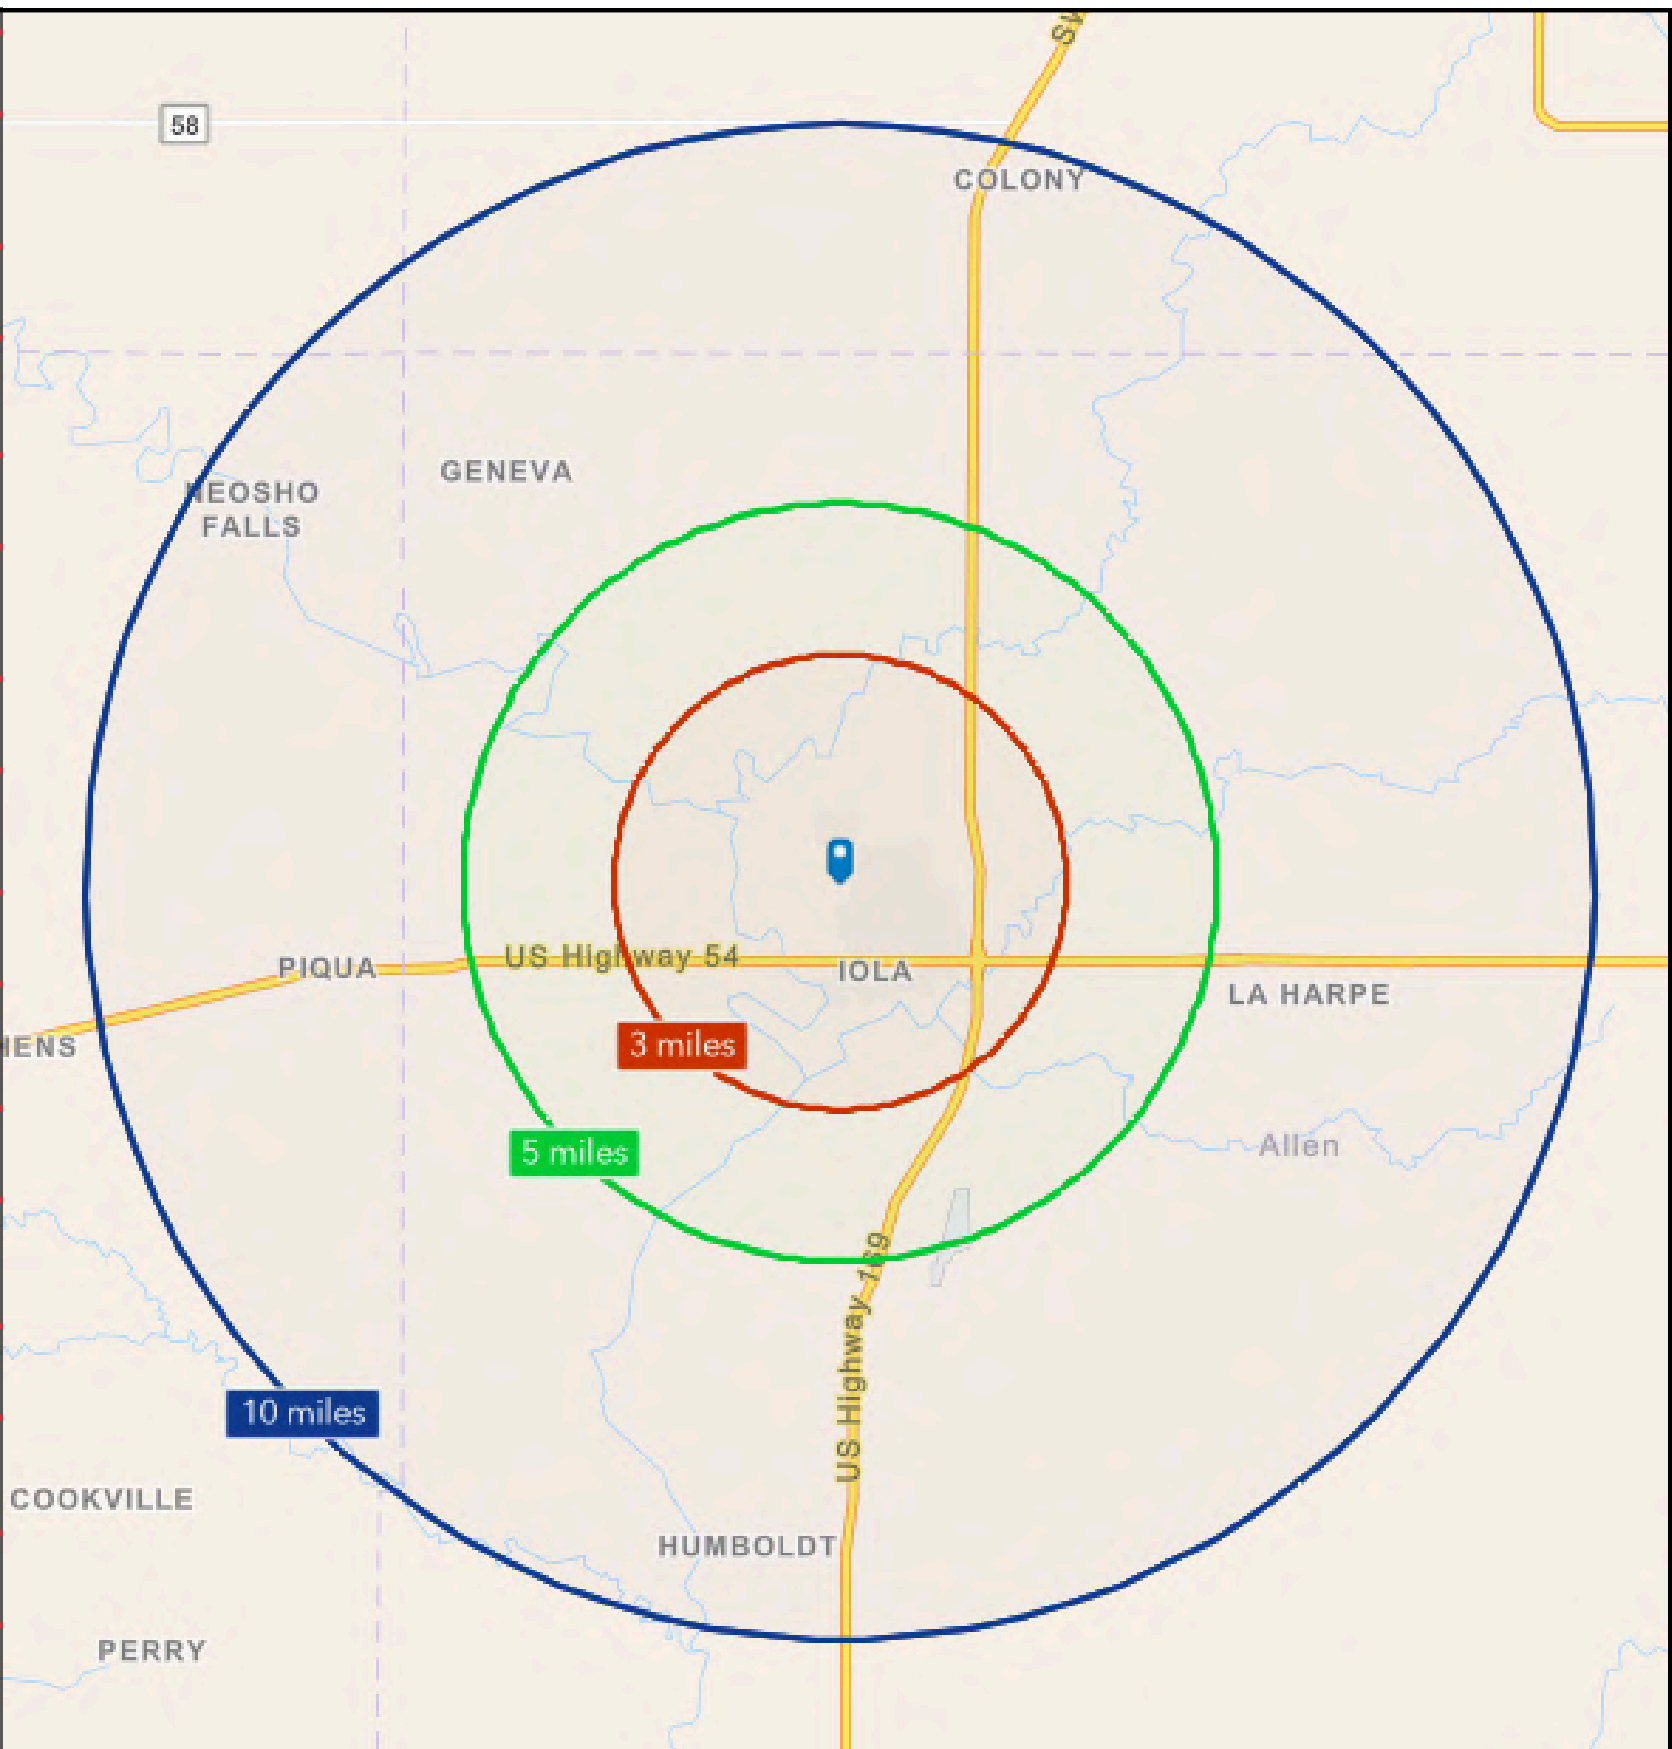 58
COLONY
GENEVA
NEOSHO
FALLS
US Highway 54
PIQUA
IOLA
LA HARPE
3 miles
5 miles
Allen
US Highway 169
10 miles
COOKVILLE
HUMBOLDT
PERRY